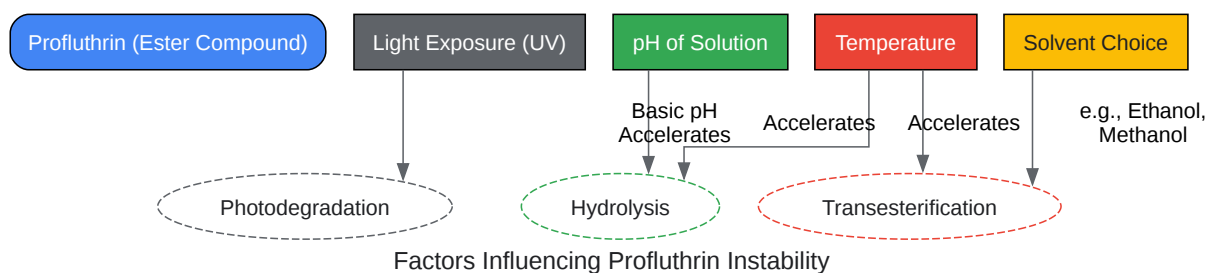 Profluthrin (Ester Compound)
Light Exposure (UV)
pH of Solution
Temperature
Solvent Choice
Basic pH
Accelerates
Accelerates
Accelerates
e.g., Ethanol,
Methanol
Photodegradation
Hydrolysis
Transesterification
Factors Influencing Profluthrin Instability